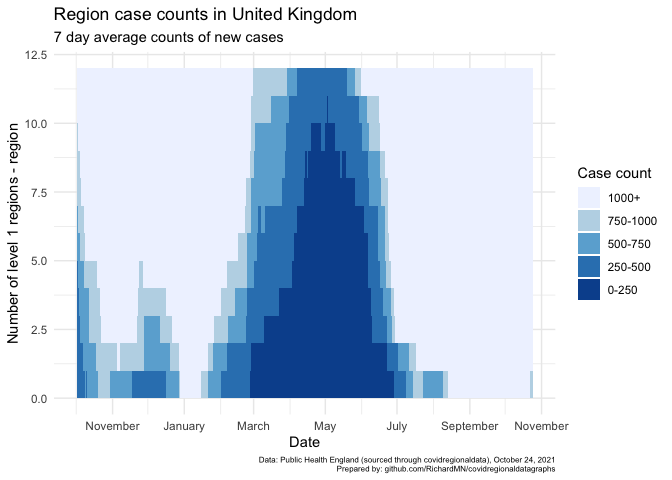 Region case counts in United Kingdom
7 day average counts of new cases
12.5
10.0
7.5
5.0
2.5
0.0
Number of level 1 regions - region
November
January
March
May
July
September
November
Date
Case count
1000+
750-1000
500-750
250-500
0-250
Data: Public Health England (sourced through covidregionaldata), October 24, 2021
Prepared by: github.com/RichardMN/covidregionaldatagraphs